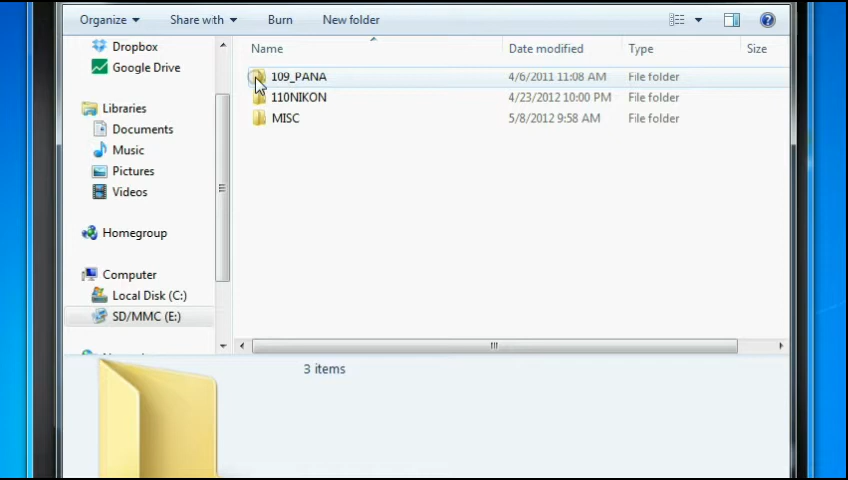 Organize Share with Burn New folder
Dropbox
Google Drive
Libraries
Documents
Music
Pictures
Videos
Homegroup
Computer
Local Disk (C:)
SD/MMC (E:)
Name Date modified Type Size
109_PANA 4/6/2011 11:08 AM File folder
110NIKON 4/23/2012 10:00 PM File folder
MISC 5/8/2012 9:58 AM File folder
3 items